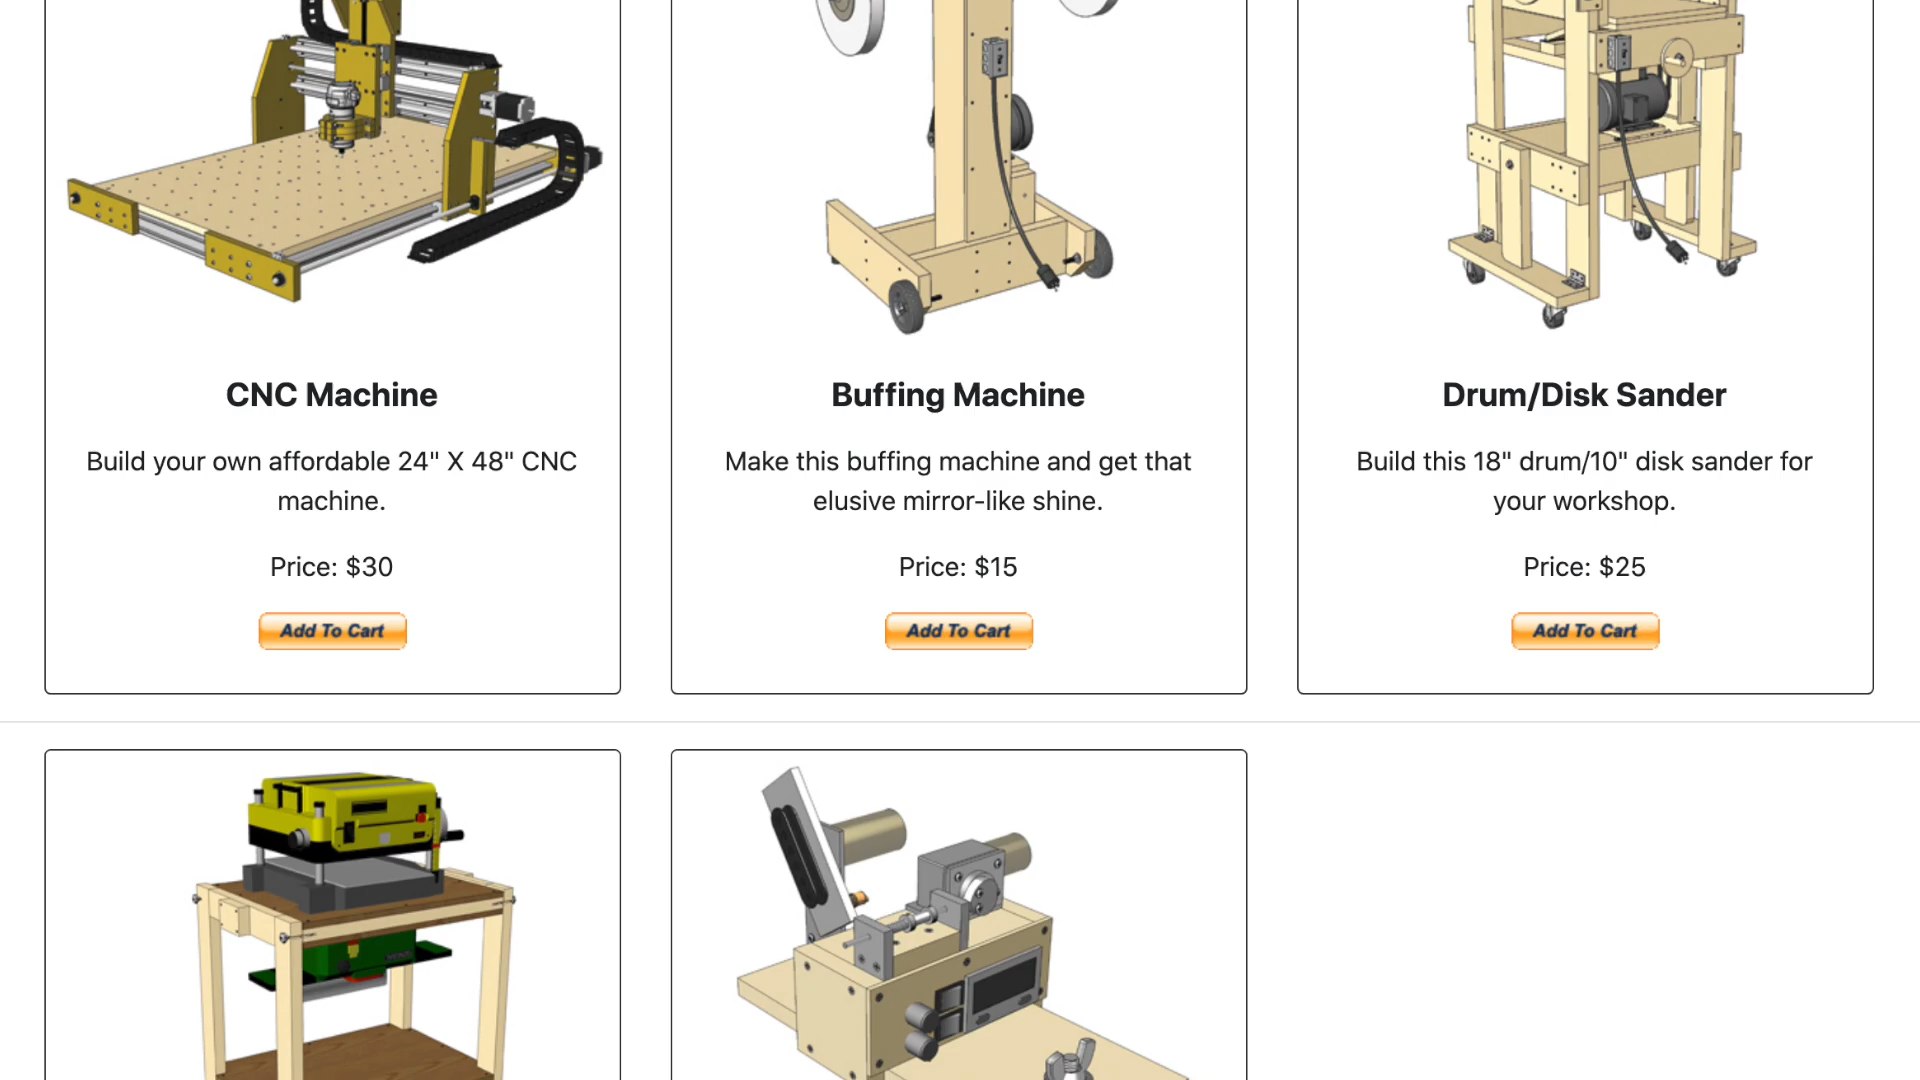 CNC Machine
Build your own affordable 24" X 48" CNC
machine.
Price: $30
Add To Cart
Buffing Machine
Make this buffing machine and get that
elusive mirror-like shine.
Price: $15
Add To Cart
Drum/Disk Sander
Build this 18" drum/10" disk sander for
your workshop.
Price: $25
Add To Cart